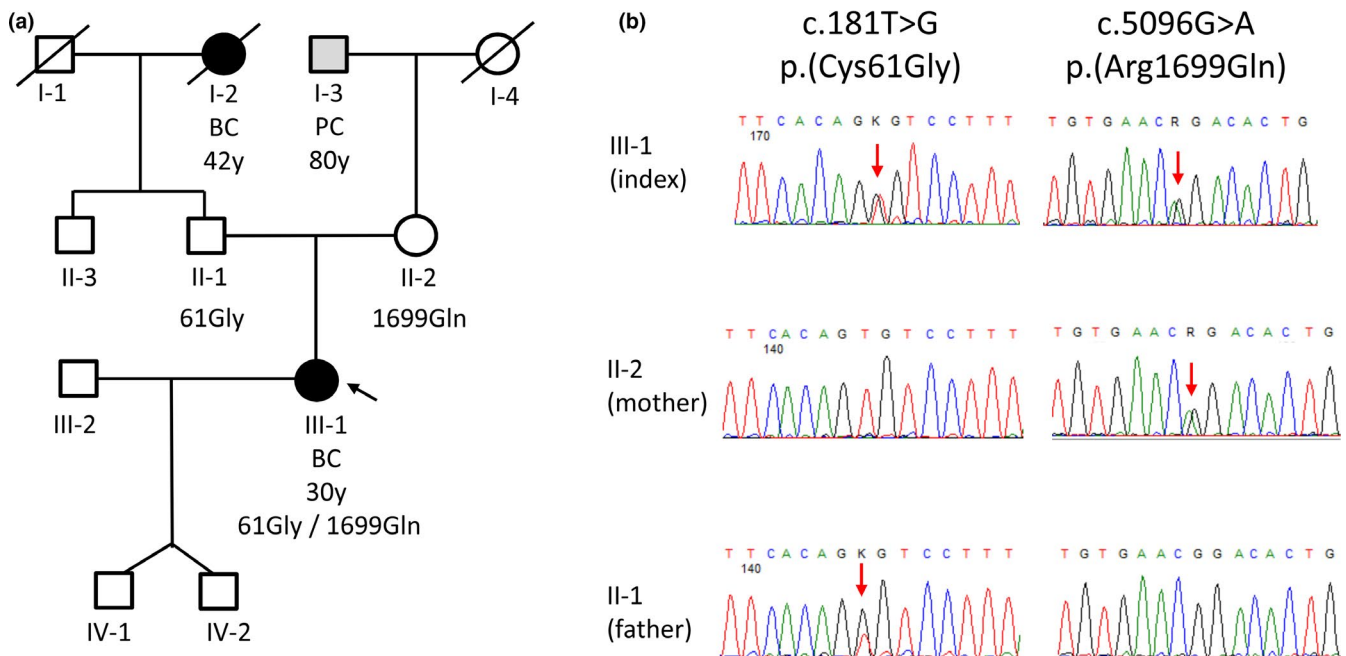 (a)
I-1
I-2
BC
42y
I-3
PC
80y
I-4
II-3
II-1
61Gly
II-2
1699Gln
III-2
III-1
BC
30y
61Gly / 1699Gln
IV-1
IV-2
(b)
c.181T>G
p.(Cys61Gly)
c.5096G>A
p.(Arg1699Gln)
III-1
(index)
T T C A C A G K G T C C T T T
170
T G T G A A C R G A C A C T G
II-2
(mother)
T T C A C A G T G T C C T T T
140
T G T G A A C R G A C A C T G
II-1
(father)
T T C A C A G K G T C C T T T
140
T G T G A A C G G A C A C T G